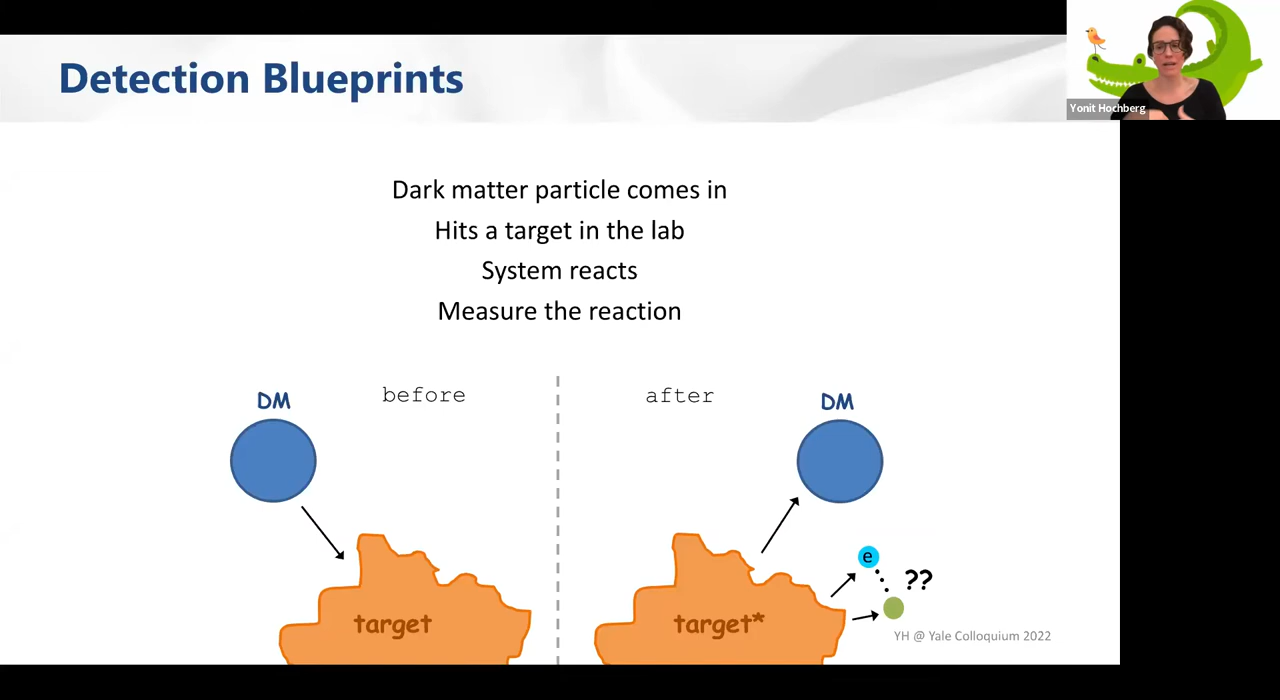 Detection Blueprints
Yonit Hochberg
Dark matter particle comes in
Hits a target in the lab
System reacts
Measure the reaction
DM
before
after
DM
e
??
target
target*
YH @ Yale Colloquium 2022